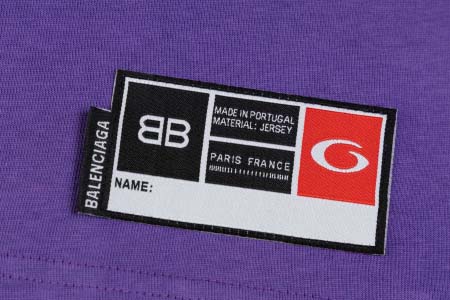 BALENCIAGA
BB
MADE IN PORTUGAL
MATERIAL: JERSEY
PARIS FRANCE
G
NAME: